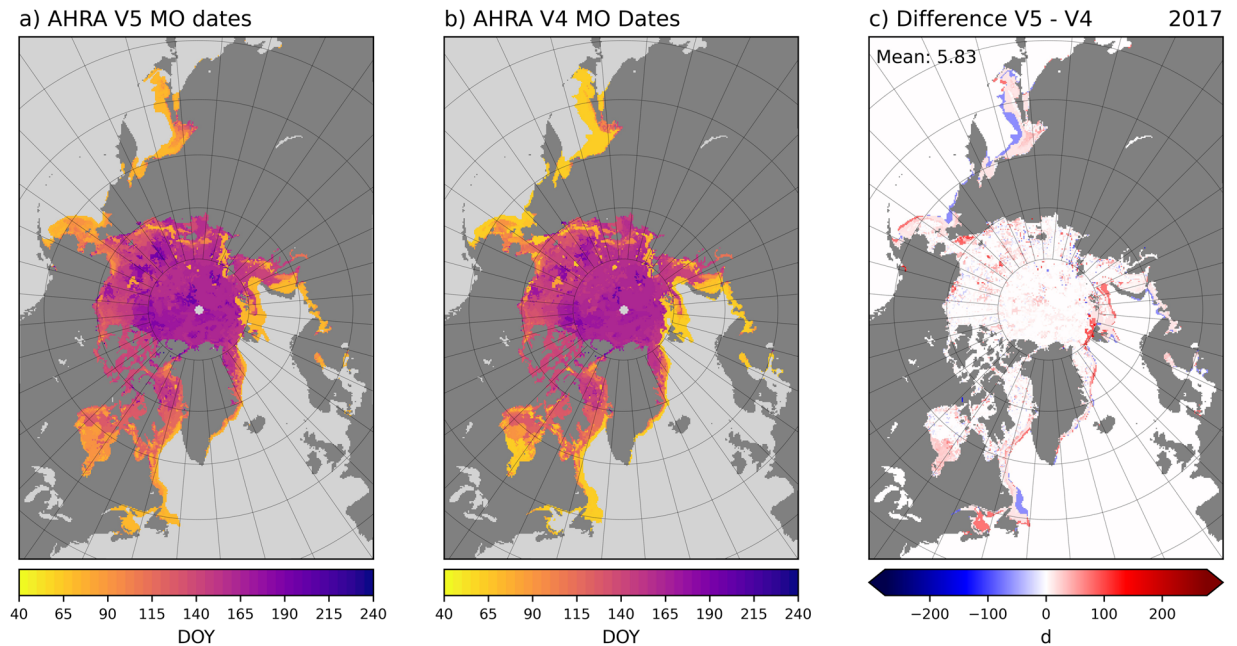 a) AHRA V5 MO dates
b) AHRA V4 MO Dates
c) Difference V5 - V4 2017
Mean: 5.83
40 65 90 115 140 165 190 215 240
DOY
40 65 90 115 140 165 190 215 240
DOY
−200 −100 0 100 200
d